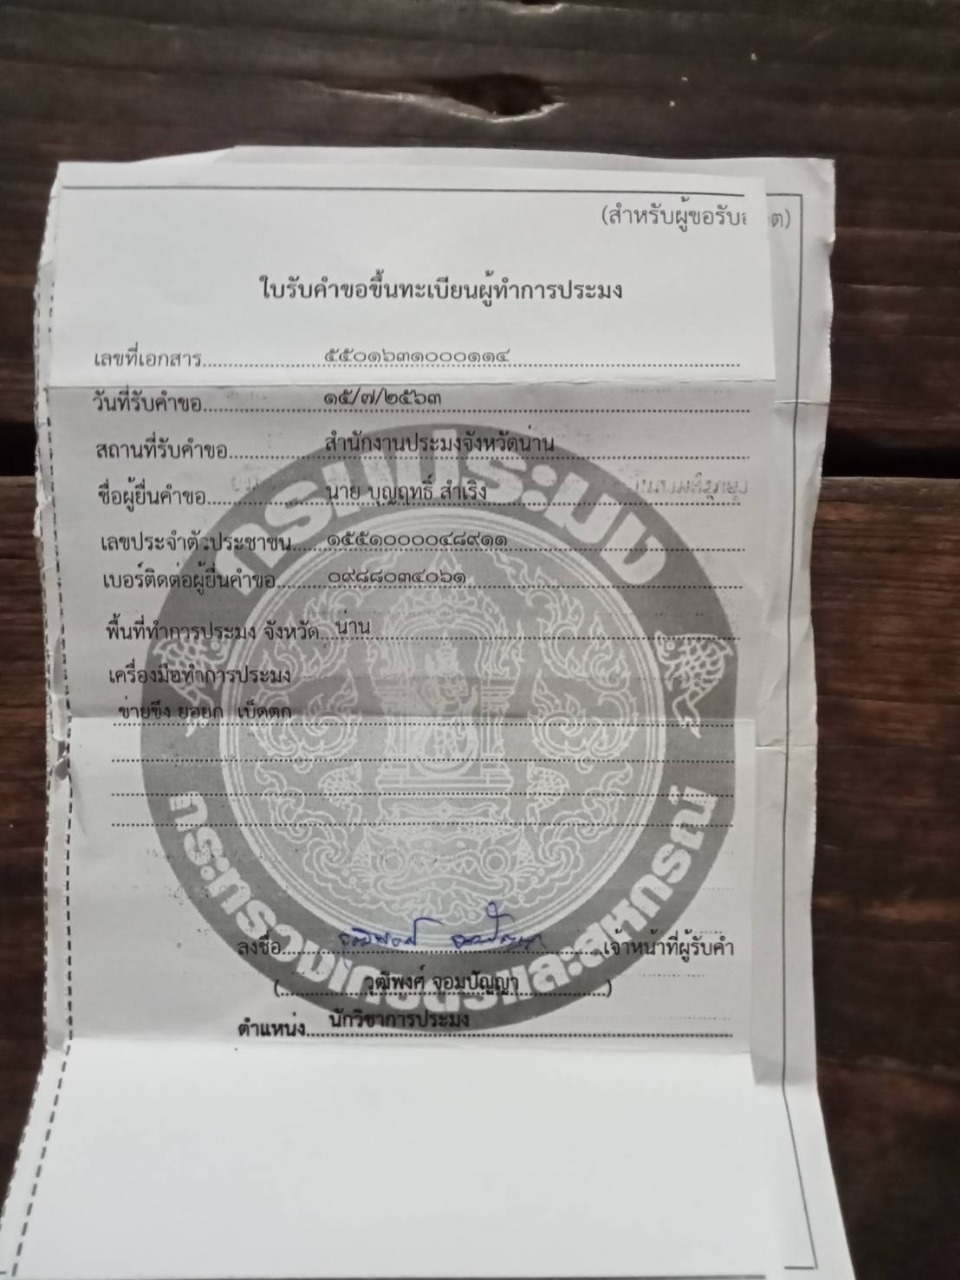 (สำหรับผู้ขอรับ ต)
ใบรับคำขอขึ้นทะเบียนผู้ทำการประมง
เลขที่เอกสาร ๕๕๐๑๖๓๑๐๐๐๑๑๔
วันที่รับคำขอ ๑๕/๗/๒๕๖๓
สถานที่รับคำขอ สำนักงานประมงจังหวัดน่าน
ชื่อผู้ยื่นคำขอ นาย บุญฤทธิ์ สำเริง
เลขประจำตัวประชาชน ๑๕๕๑๐๐๐๐๔๘๙๑๑
เบอร์ติดต่อผู้ยื่นคำขอ ๐๙๘๘๐๓๔๐๖๑
พื้นที่ทำการประมง จังหวัด น่าน
เครื่องมือทำการประมง
ข่ายขึง ยอยก เบ็ดตก
กรมประมง
กระทรวงเกษตรและสหกรณ์
ลงชื่อ วุฒิพงศ์ จอมปัญญา เจ้าหน้าที่ผู้รับคำ
(วุฒิพงศ์ จอมปัญญา)
ตำแหน่ง นักวิชาการประมง